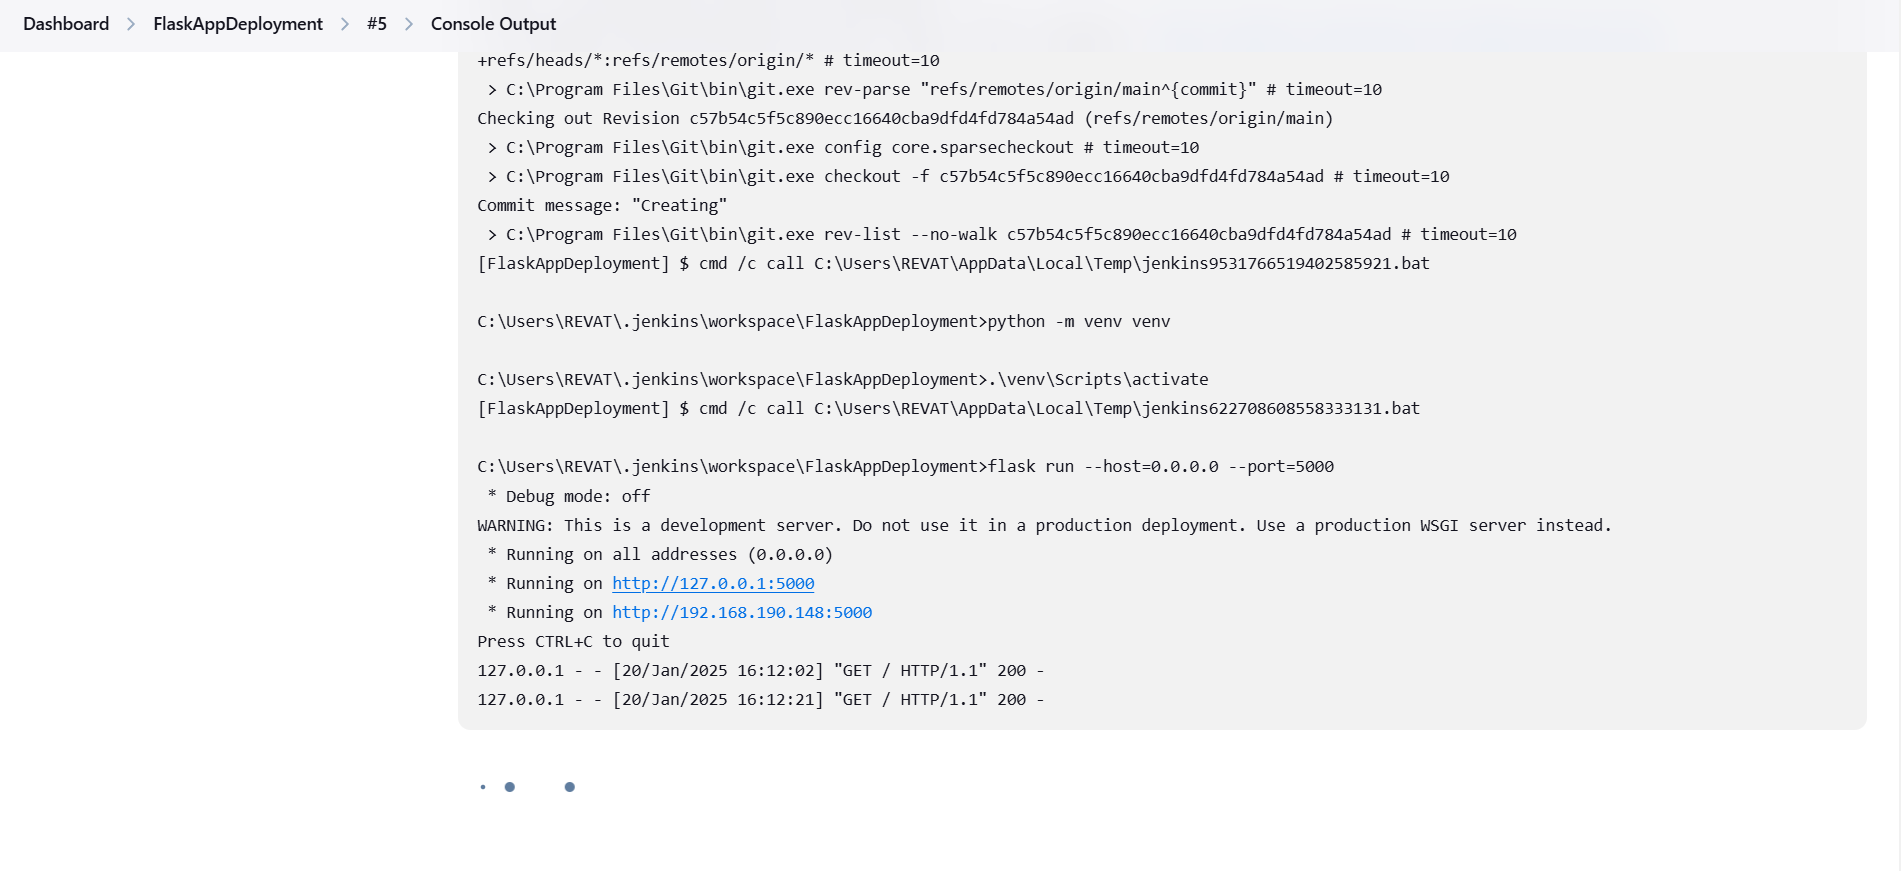 Dashboard > FlaskAppDeployment > #5 > Console Output
+refs/heads/*:refs/remotes/origin/* # timeout=10
 > C:\Program Files\Git\bin\git.exe rev-parse "refs/remotes/origin/main^{commit}" # timeout=10
Checking out Revision c57b54c5f5c890ecc16640cba9dfd4fd784a54ad (refs/remotes/origin/main)
 > C:\Program Files\Git\bin\git.exe config core.sparsecheckout # timeout=10
 > C:\Program Files\Git\bin\git.exe checkout -f c57b54c5f5c890ecc16640cba9dfd4fd784a54ad # timeout=10
Commit message: "Creating"
 > C:\Program Files\Git\bin\git.exe rev-list --no-walk c57b54c5f5c890ecc16640cba9dfd4fd784a54ad # timeout=10
[FlaskAppDeployment] $ cmd /c call C:\Users\REVAT\AppData\Local\Temp\jenkins9531766519402585921.bat
C:\Users\REVAT\.jenkins\workspace\FlaskAppDeployment>python -m venv venv
C:\Users\REVAT\.jenkins\workspace\FlaskAppDeployment>.\venv\Scripts\activate
[FlaskAppDeployment] $ cmd /c call C:\Users\REVAT\AppData\Local\Temp\jenkins622708608558333131.bat
C:\Users\REVAT\.jenkins\workspace\FlaskAppDeployment>flask run --host=0.0.0.0 --port=5000
 * Debug mode: off
WARNING: This is a development server. Do not use it in a production deployment. Use a production WSGI server instead.
 * Running on all addresses (0.0.0.0)
 * Running on http://127.0.0.1:5000
 * Running on http://192.168.190.148:5000
Press CTRL+C to quit
127.0.0.1 - - [20/Jan/2025 16:12:02] "GET / HTTP/1.1" 200 -
127.0.0.1 - - [20/Jan/2025 16:12:21] "GET / HTTP/1.1" 200 -